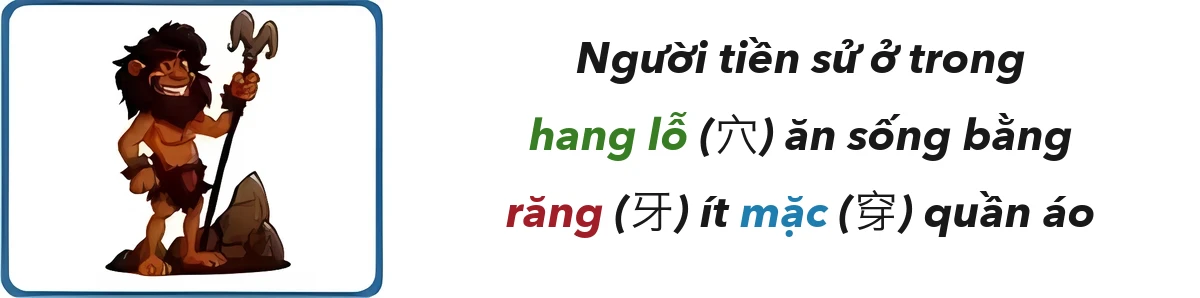 Người tiền sử ở trong
hang lỗ (穴) ăn sống bằng
răng (牙) ít mặc (穿) quần áo